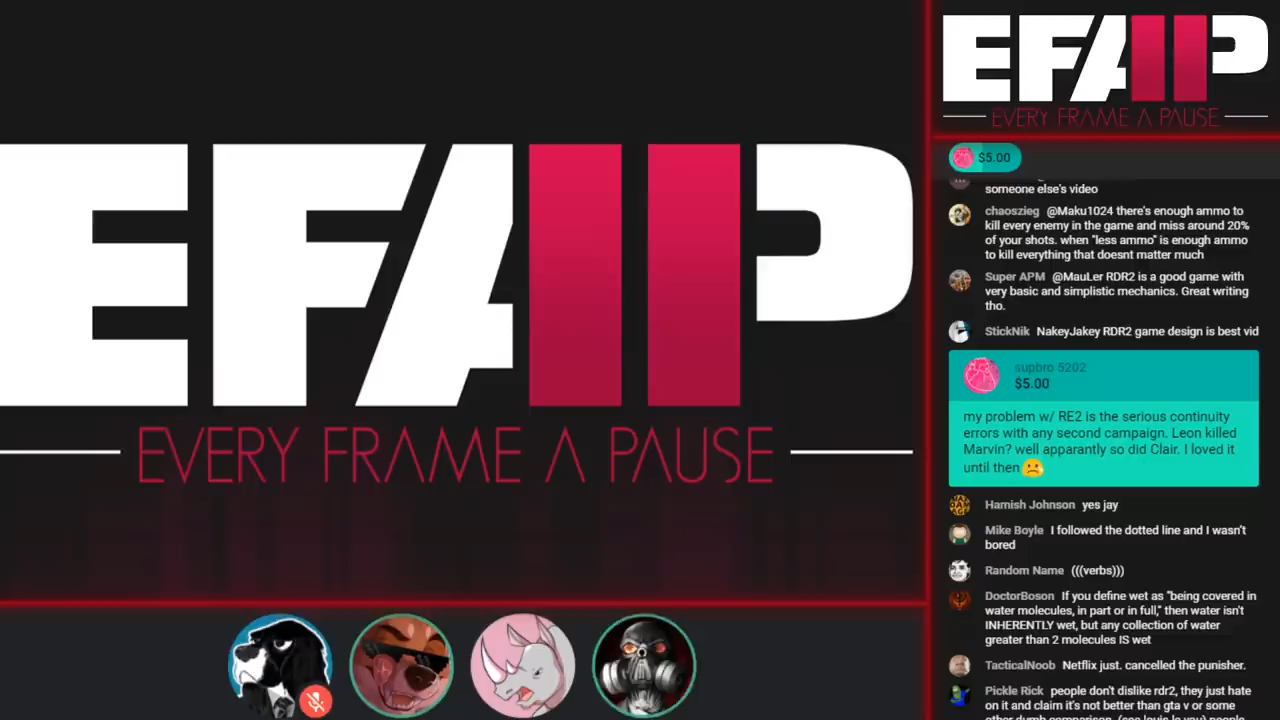 EFAP
EVERY FRAME A PAUSE
EFAP
EVERY FRAME A PAUSE
$5.00
someone else's video
chaoszieg @Maku1024 there's enough ammo to
kill every enemy in the game and miss around 20%
of your shots. when "less ammo" is enough ammo
to kill everything that doesnt matter much
Super APM @MauLer RDR2 is a good game with
very basic and simplistic mechanics. Great writing
tho.
StickNik NakeyJakey RDR2 game design is best vid
supbro 5202
$5.00
my problem w/ RE2 is the serious continuity
errors with any second campaign. Leon killed
Marvin? well apparantly so did Clair. I loved it
until then
Hamish Johnson yes jay
Mike Boyle I followed the dotted line and I wasn't
bored
Random Name (((verbs)))
DoctorBoson If you define wet as "being covered in
water molecules, in part or in full," then water isn't
INHERENTLY wet, but any collection of water
greater than 2 molecules IS wet
TacticalNoob Netflix just. cancelled the punisher.
Pickle Rick people don't dislike rdr2, they just hate
on it and claim it's not better than gta v or some